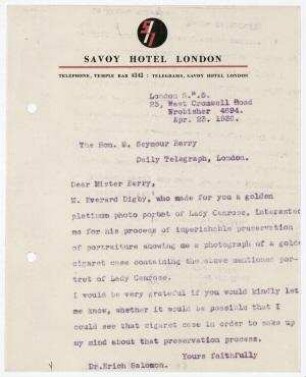 SAVOY HOTEL LONDON
TELEPHONE, TEMPLE BAR 4343 : TELEGRAMS, SAVOY HOTEL LONDON
London
25, West Cromwell Road
Frobisher 4594.
Apr. 23.
The Hon. W. Seymour Berry
Daily Telegraph, London.
Dear Mister Berry,
M. Everard Digby, who made for you a golden
platinum photo portret of Lady Camrose, interested
me for his process of imperishable preservation
of portraiture showing me a photograph of a golden
cigaret case containing the above mentioned por-
tret of Lady Camrose.
I would be very grateful if you would kindly let
me know, whether it would be possible that I
could see that cigaret case in order to make up
my mind about that preservation process.
Yours faithfully
Dr. Erich Salomon.